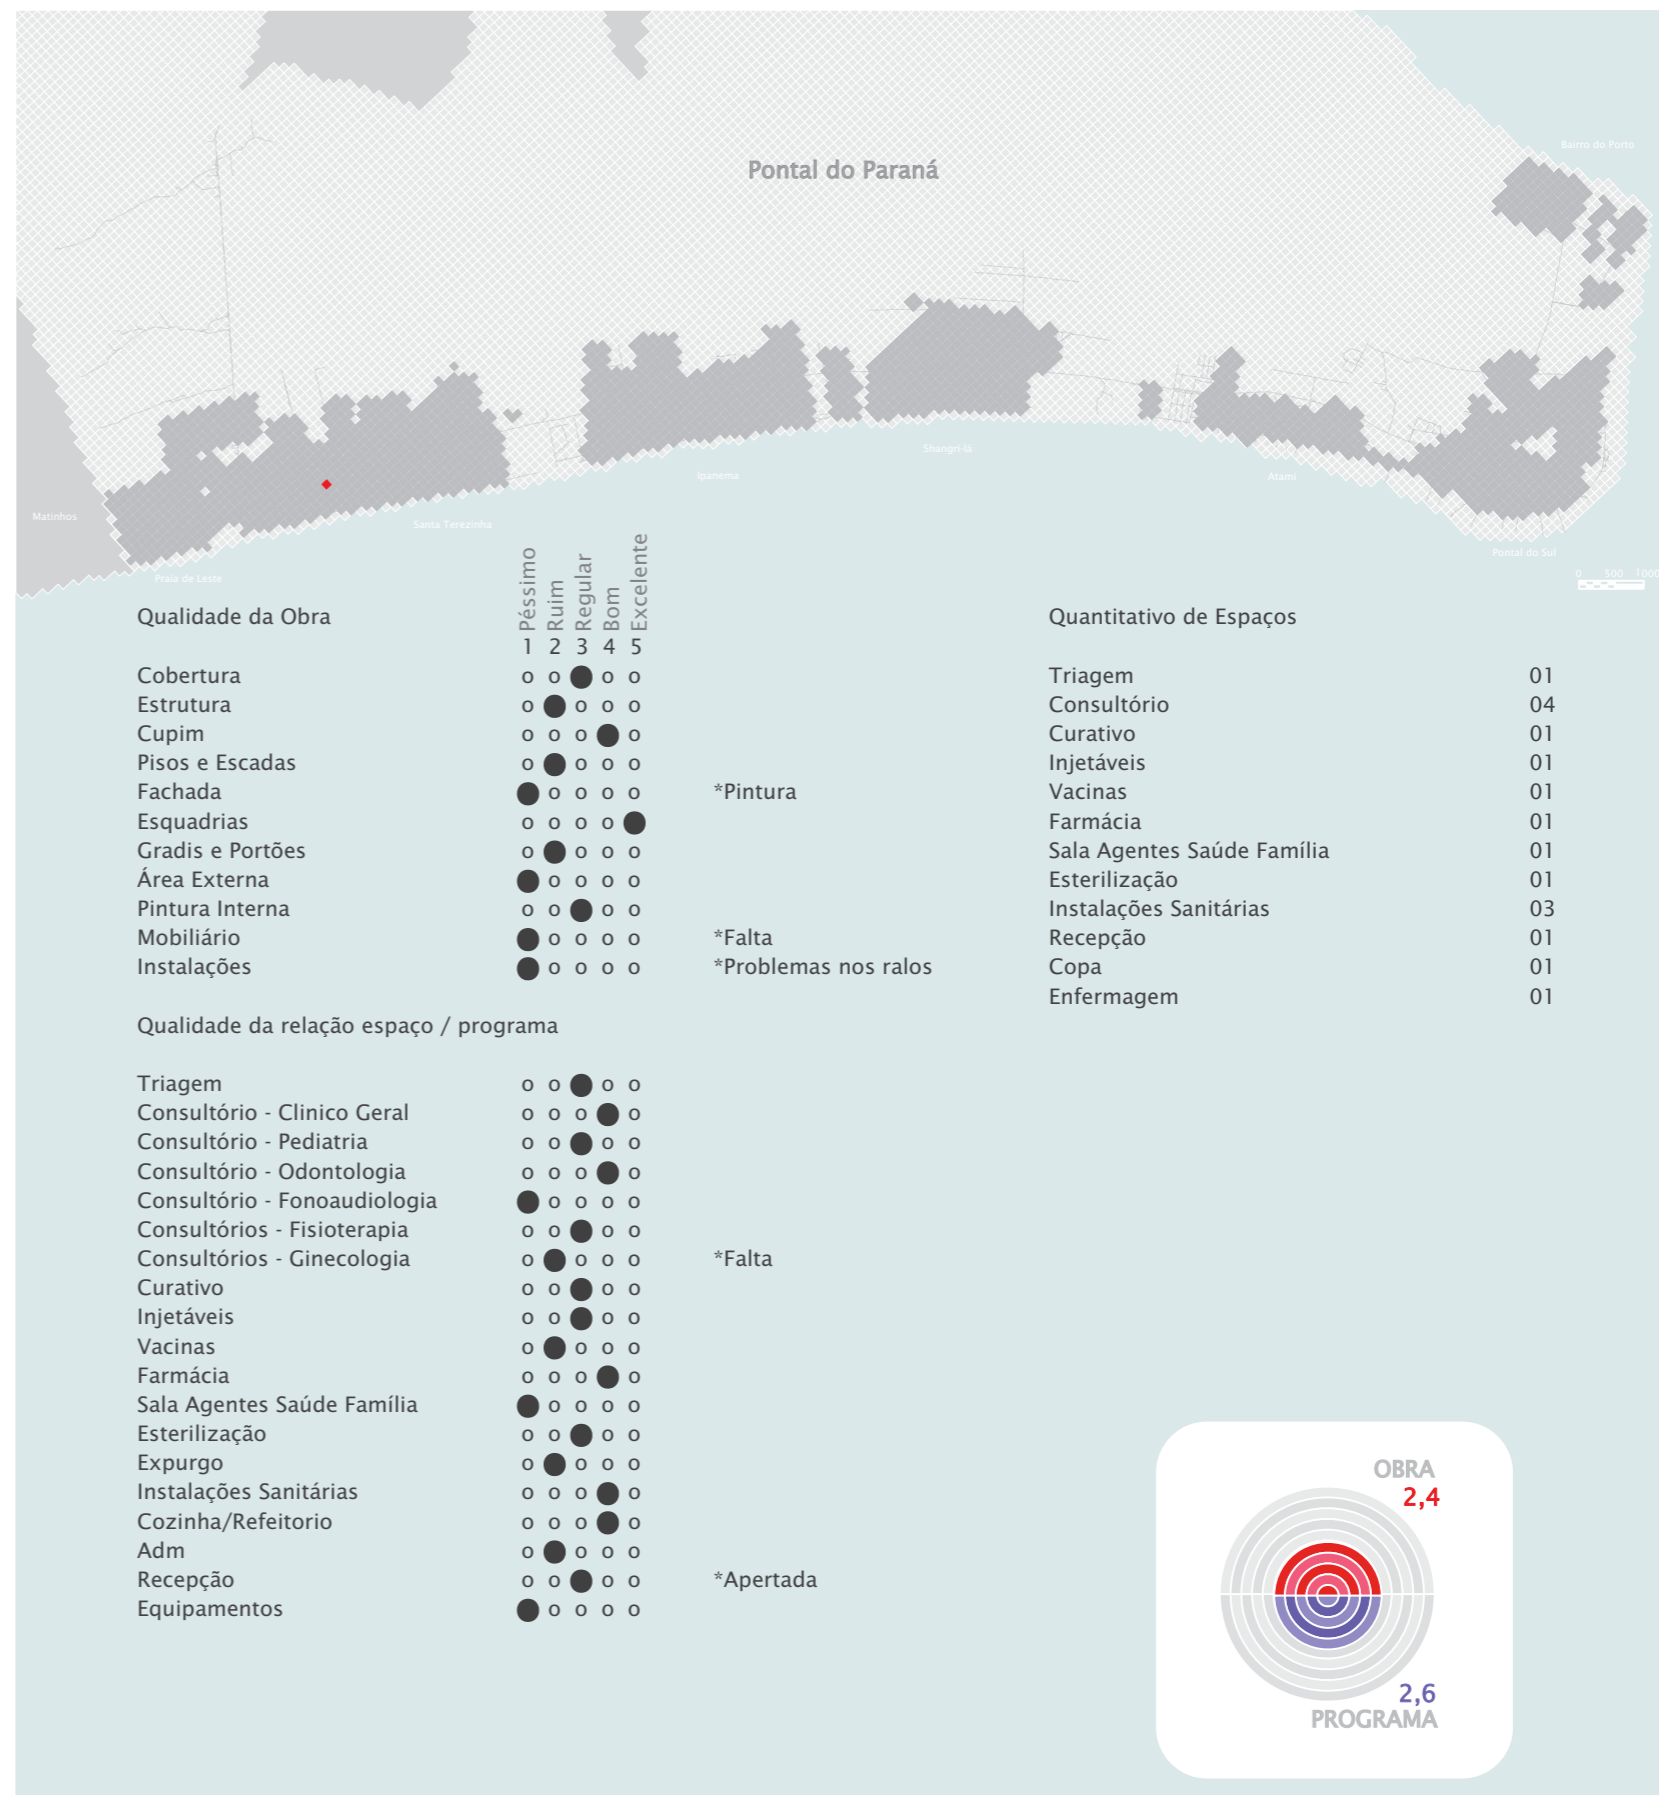 Bairro do Porto
Pontal do Paraná
Shangri-lá
Ipanema
Atami
Matinhos
Santa Terezinha
Pontal do Sul
Praia de Leste
0 500 1000
Péssimo
Ruim
Regular
Bom
Excelente
Qualidade da Obra
1 2 3 4 5
Cobertura o o ● o o
Estrutura o ● o o o
Cupim o o o ● o
Pisos e Escadas o ● o o o
Fachada ● o o o o *Pintura
Esquadrias o o o o ●
Gradis e Portões o ● o o o
Área Externa ● o o o o
Pintura Interna o o ● o o
Mobiliário ● o o o o *Falta
Instalações ● o o o o *Problemas nos ralos
Qualidade da relação espaço / programa
Triagem o o ● o o
Consultório - Clinico Geral o o o ● o
Consultório - Pediatria o o ● o o
Consultório - Odontologia o o o ● o
Consultório - Fonoaudiologia ● o o o o
Consultórios - Fisioterapia o o ● o o
Consultórios - Ginecologia o ● o o o *Falta
Curativo o o ● o o
Injetáveis o o ● o o
Vacinas o ● o o o
Farmácia o o o ● o
Sala Agentes Saúde Família ● o o o o
Esterilização o o ● o o
Expurgo o ● o o o
Instalações Sanitárias o o o ● o
Cozinha/Refeitorio o o o ● o
Adm o ● o o o
Recepção o o ● o o *Apertada
Equipamentos ● o o o o
Quantitativo de Espaços
Triagem 01
Consultório 04
Curativo 01
Injetáveis 01
Vacinas 01
Farmácia 01
Sala Agentes Saúde Família 01
Esterilização 01
Instalações Sanitárias 03
Recepção 01
Copa 01
Enfermagem 01
OBRA
2,4
2,6
PROGRAMA